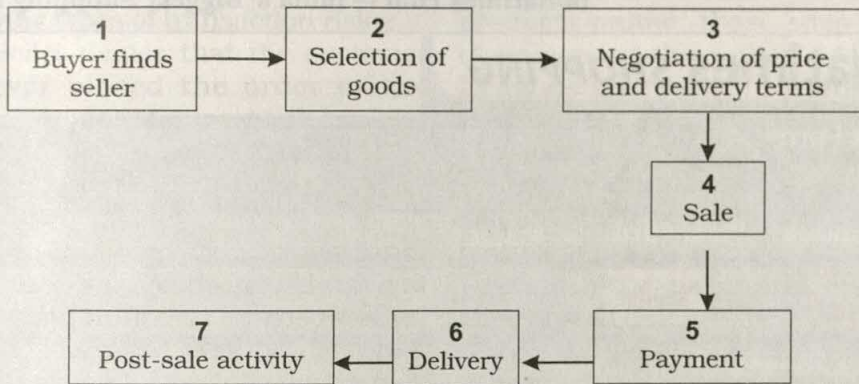 1
Buyer finds
seller
2
Selection of
goods
3
Negotiation of price
and delivery terms
4
Sale
5
Payment
6
Delivery
7
Post-sale activity